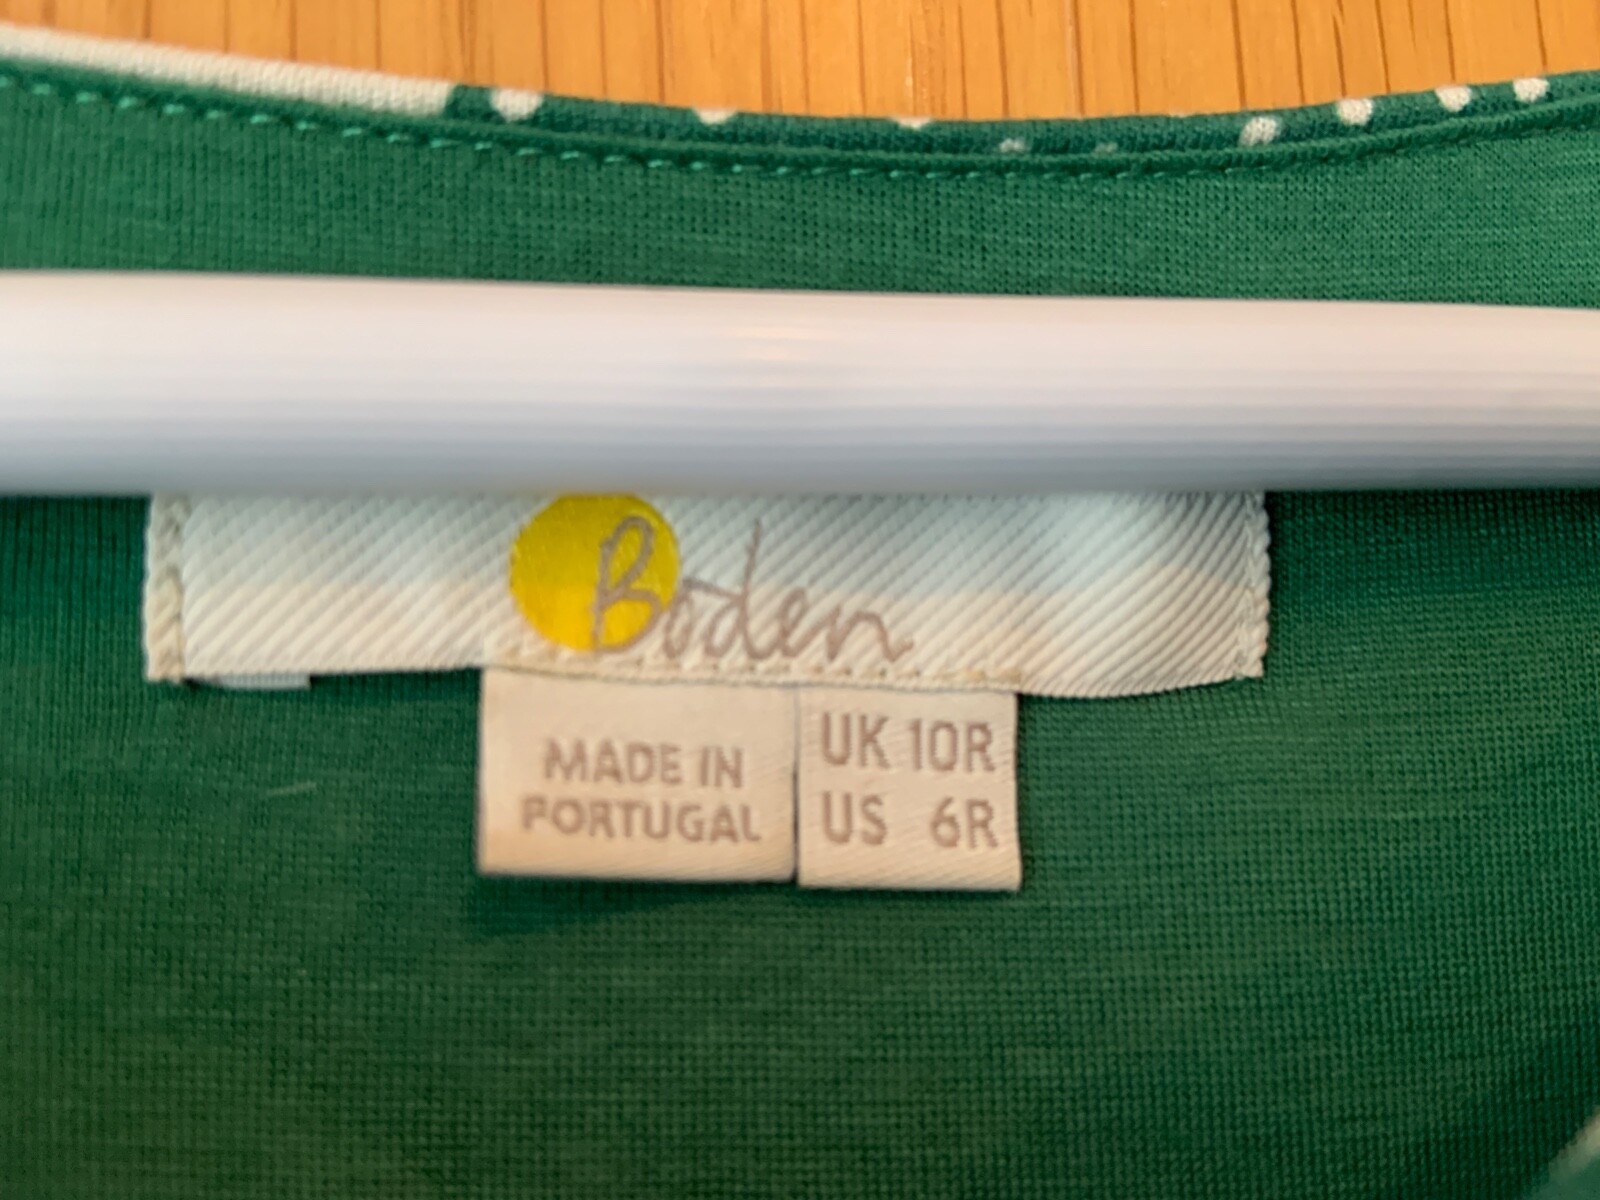 Boden
MADE IN
PORTUGAL
UK 10R
US 6R